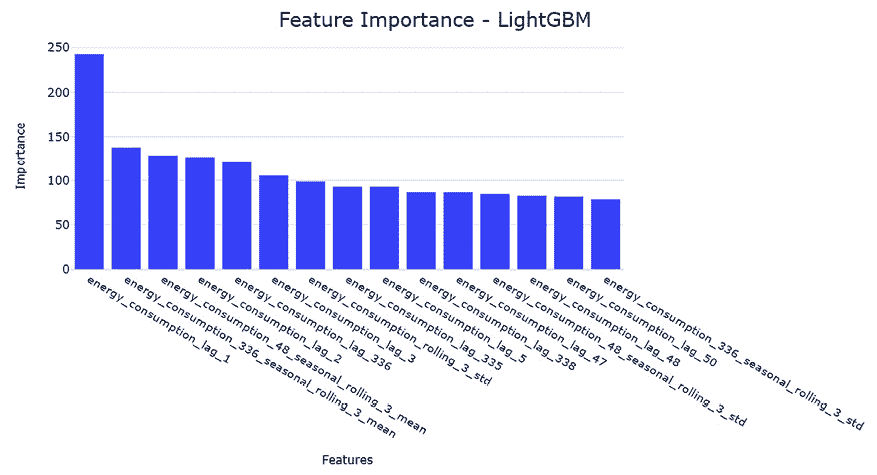 Feature Importance - LightGBM
Importance
250
200
150
100
50
0
energy_consumption_lag_1
energy_consumption_336_seasonal_rolling_3_mean
energy_consumption_48_seasonal_rolling_3_mean
energy_consumption_lag_2
energy_consumption_lag_336
energy_consumption_lag_3
energy_consumption_rolling_3_std
energy_consumption_lag_335
energy_consumption_lag_5
energy_consumption_lag_338
energy_consumption_lag_47
energy_consumption_48_seasonal_rolling_3_std
energy_consumption_lag_48
energy_consumption_lag_50
energy_consumption_336_seasonal_rolling_3_std
Features